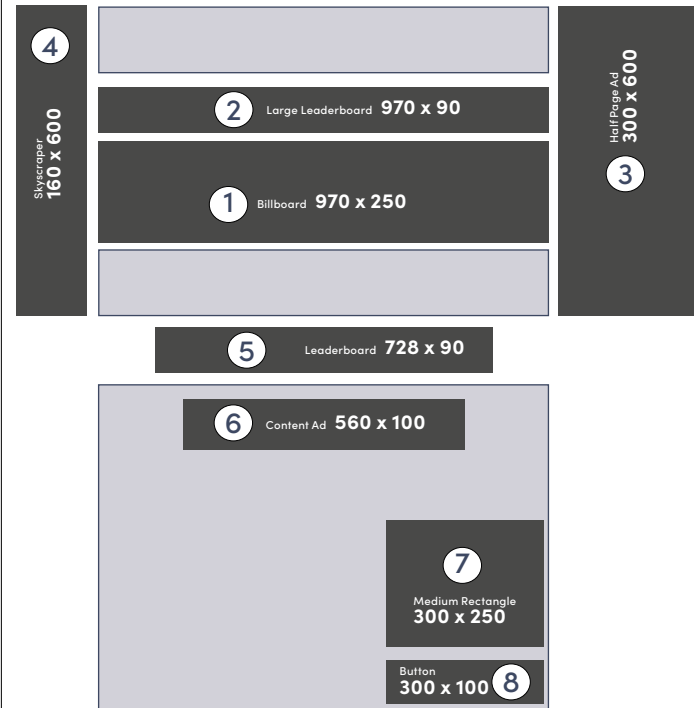 4
Skyscraper
160 x 600
2
Large Leaderboard 970 x 90
1
Billboard 970 x 250
Half Page Ad
300 x 600
3
5
Leaderboard 728 x 90
6
Content Ad 560 x 100
7
Medium Rectangle
300 x 250
Button
300 x 100
8